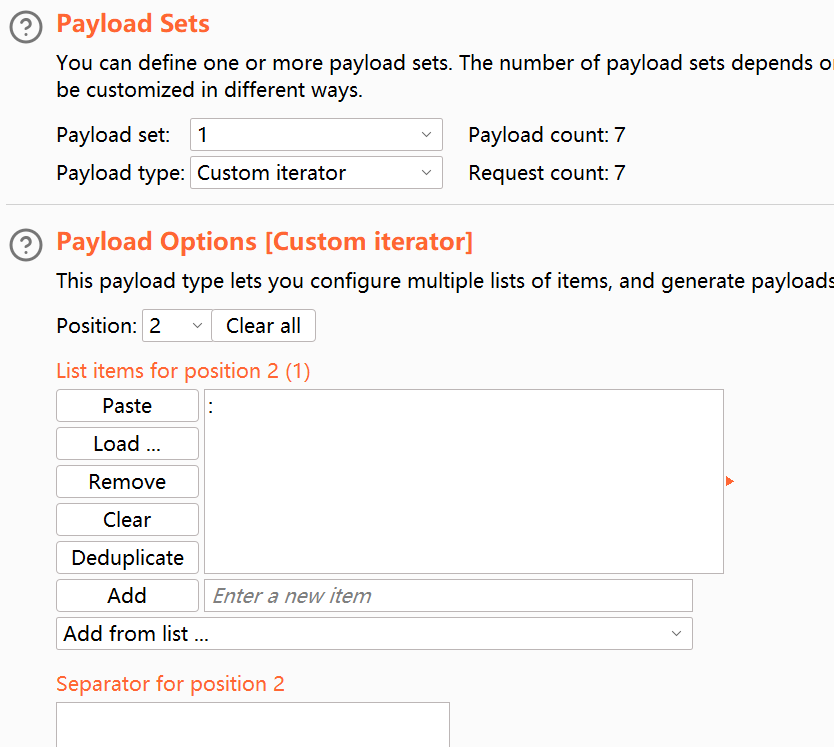 Payload Sets
You can define one or more payload sets. The number of payload sets depends
be customized in different ways.
Payload set: 1 Payload count: 7
Payload type: Custom iterator Request count: 7
Payload Options [Custom iterator]
This payload type lets you configure multiple lists of items, and generate payloads
Position: 2 Clear all
List items for position 2 (1)
Paste :
Load ...
Remove
Clear
Deduplicate
Add Enter a new item
Add from list ...
Separator for position 2